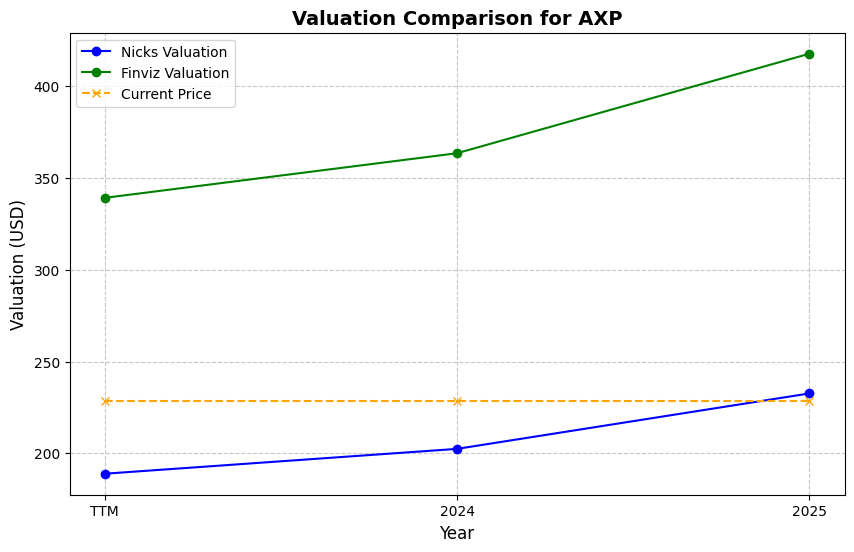 Valuation Comparison for AXP
Nicks Valuation
Finviz Valuation
Current Price
Valuation (USD)
400
350
300
250
200
TTM
2024
2025
Year